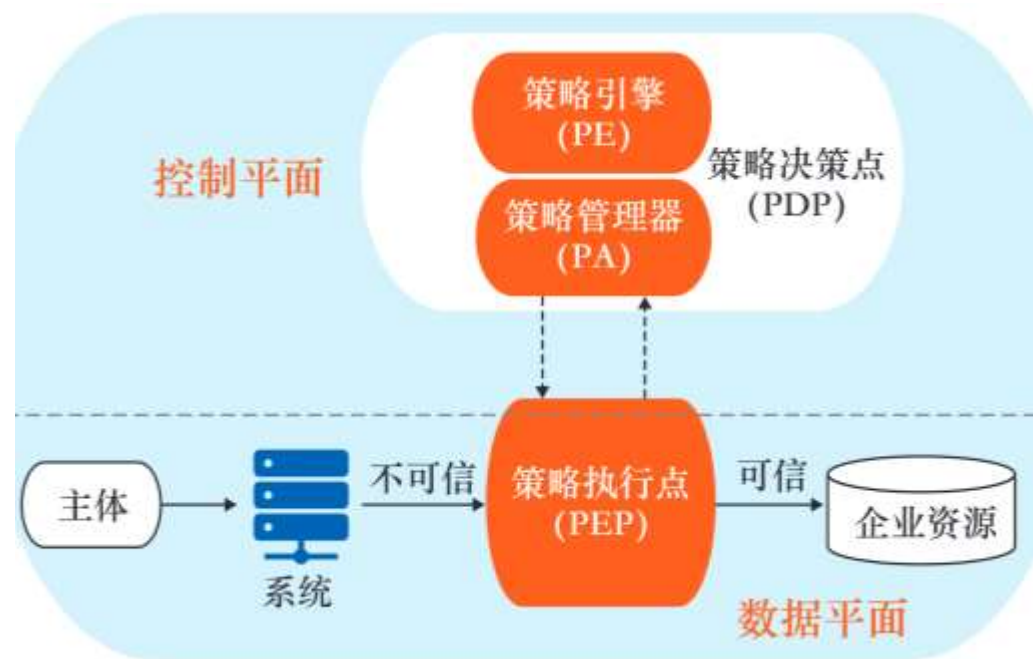 策略引擎
(PE)
控制平面
策略决策点
(PDP)
策略管理器
(PA)
主体
系统
不可信
策略执行点
(PEP)
可信
企业资源
数据平面